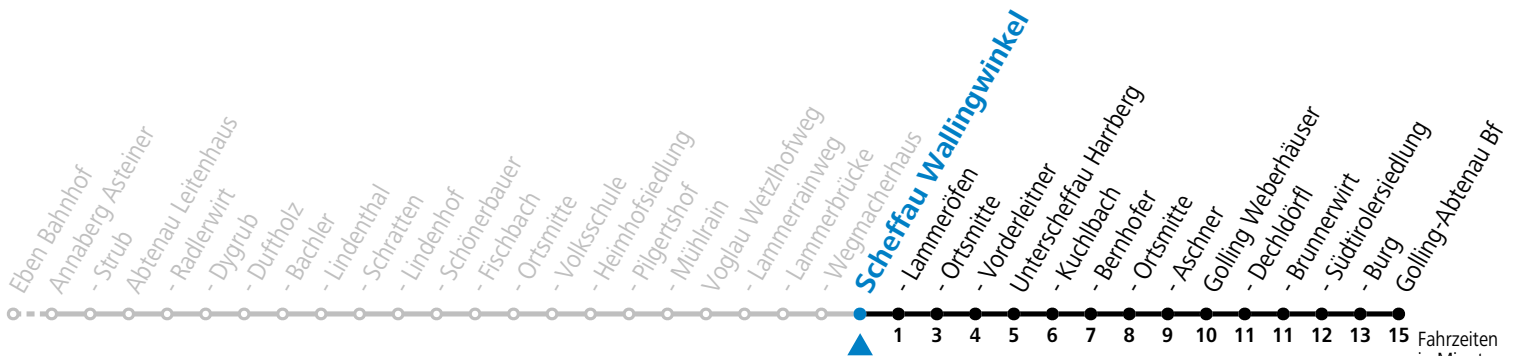 Eben Bahnhof
Annaberg Asteiner
- Strub
Abtenau Leitenhaus
- Radlerwirt
- Dygrub
- Duftholz
- Bachler
- Lindenthal
- Schratten
- Lindenhof
- Schönerbauer
- Fischbach
- Ortsmitte
- Volksschule
- Heimhofsiedlung
- Pilgertshof
- Mühlrain
Voglau Wetzlhofweg
- Lammerrainweg
- Lammerbrücke
- Wegmacherhaus
Scheffau Wallingwinkel
- Lammeröfen
- Ortsmitte
- Vorderleitner
Unterscheffau Harrberg
- Kuchlbach
- Bernhofer
- Ortsmitte
- Aschner
Golling Weberhäuser
- Dechldörfl
- Brunnerwirt
- Südtirolersiedlung
- Burg
Golling-Abtenau Bf
1 3 4 5 6 7 8 9 10 11 11 12 13 15 Fahrzeiten